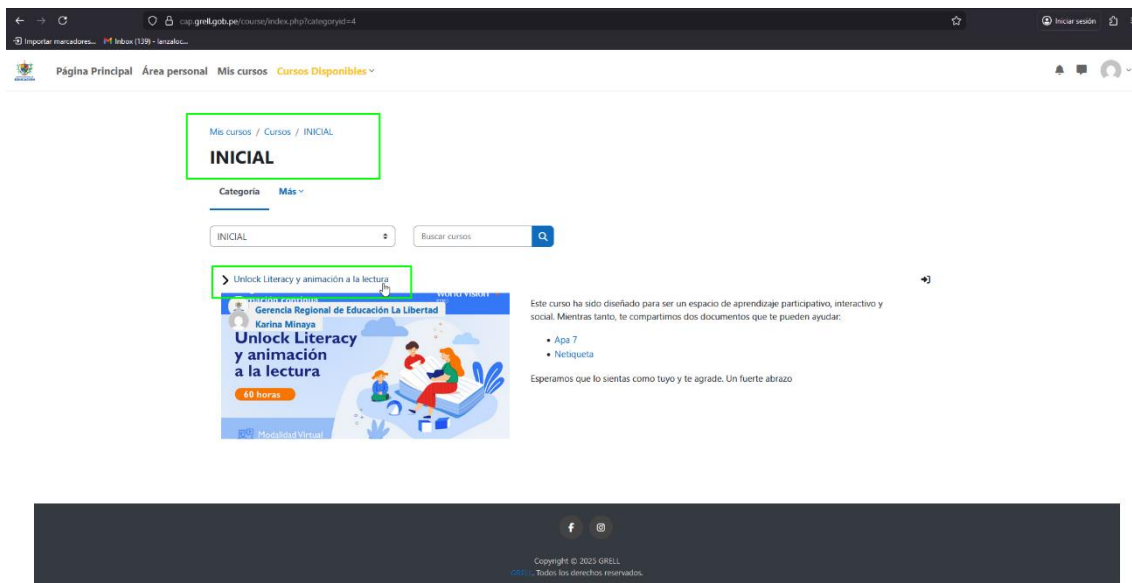 cap.grell.gob.pe/course/index.php?categoryid=4
Iniciar sesión
Importar marcadores...
Inbox (139) - lanzaloc...
Página Principal Área personal Mis cursos Cursos Disponibles
Mis cursos / Cursos / INICIAL
INICIAL
Categoría Más
INICIAL
Buscar cursos
Unlock Literacy y animación a la lectura
World Vision
Gerencia Regional de Educación La Libertad
Karina Minaya
Unlock Literacy
y animación
a la lectura
60 horas
Modalidad Virtual
Este curso ha sido diseñado para ser un espacio de aprendizaje participativo, interactivo y
social. Mientras tanto, te compartimos dos documentos que te pueden ayudar:
• Apa 7
• Netiqueta
Esperamos que lo sientas como tuyo y te agrade. Un fuerte abrazo
Copyright © 2025 GRELL
GRELL. Todos los derechos reservados.